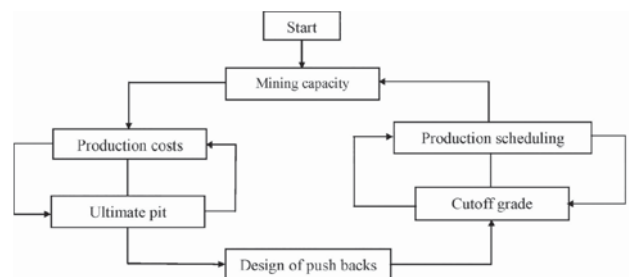 Start
Mining capacity
Production costs
Production scheduling
Ultimate pit
Cutoff grade
Design of push backs